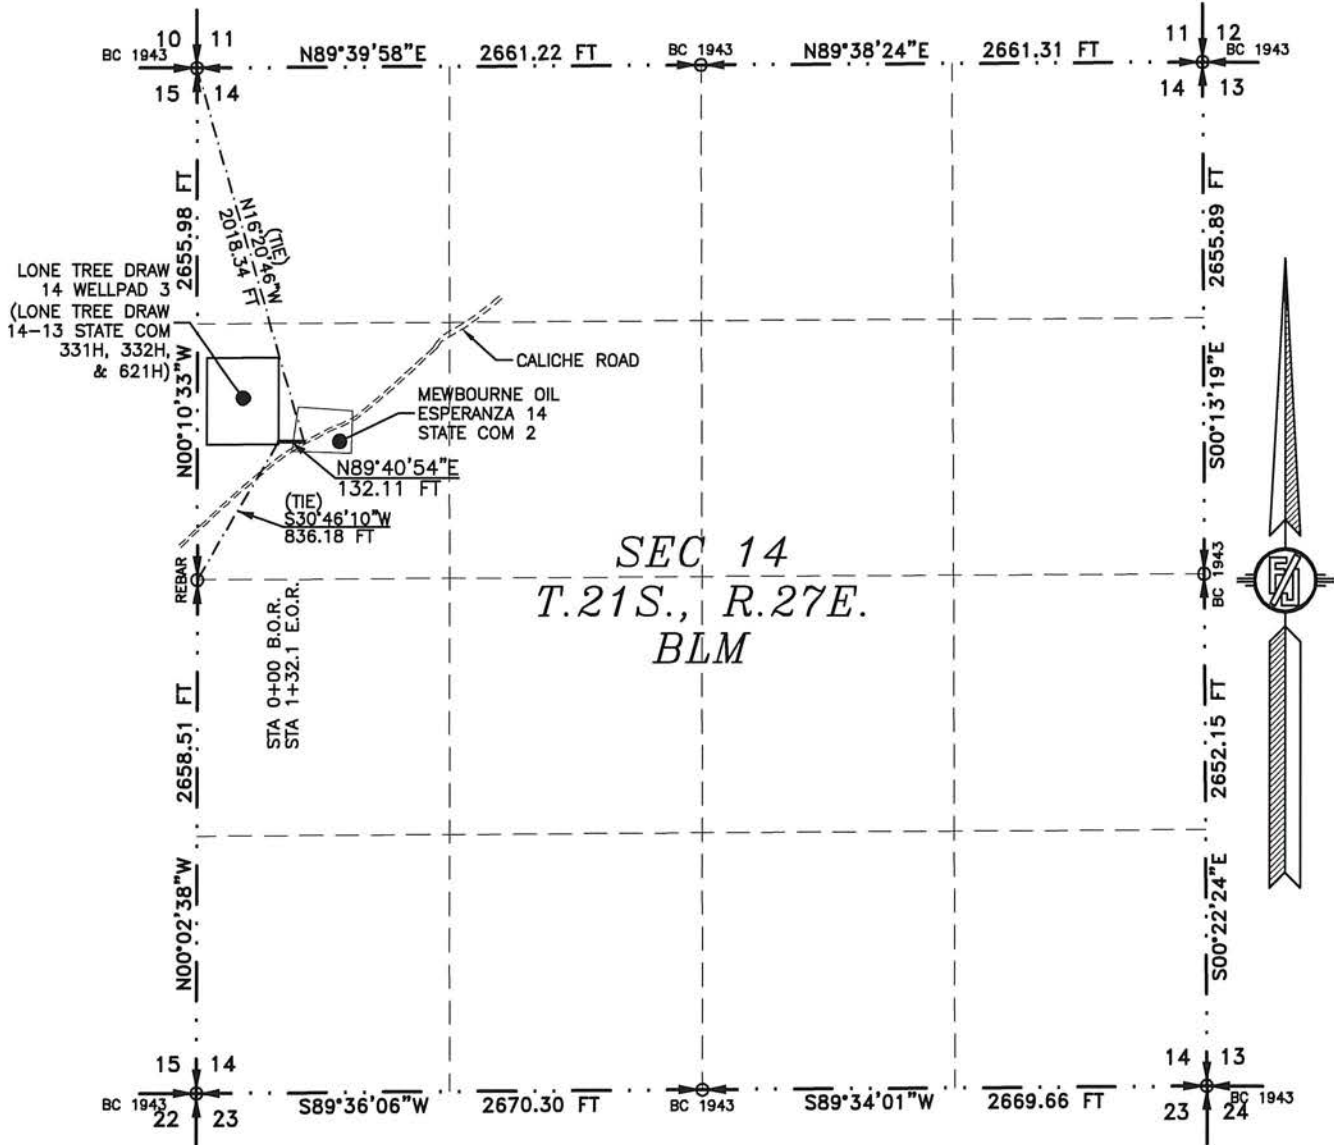 10 11
BC 1943
15 14
N89°39'58"E 2661.22 FT
BC 1943
N89°38'24"E 2661.31 FT
11 12
BC 1943
14 13
2655.98 FT
N00°10'33"W
(TIE)
N16°20'46"W
2018.34 FT
2655.89 FT
S00°13'19"E
LONE TREE DRAW
14 WELLPAD 3
(LONE TREE DRAW
14-13 STATE COM
331H, 332H,
& 621H)
CALICHE ROAD
MEWBOURNE OIL
ESPERANZA 14
STATE COM 2
N89°40'54"E
132.11 FT
(TIE)
S30°46'10"W
836.18 FT
REBAR
SEC 14
T.21S., R.27E.
BLM
BC 1943
STA 0+00 B.O.R.
STA 1+32.1 E.O.R.
2658.51 FT
N00°02'38"W
2652.15 FT
S00°22'24"E
15 14
BC 1943
22 23
S89°36'06"W 2670.30 FT
BC 1943
S89°34'01"W 2669.66 FT
14 13
23 24
BC 1943